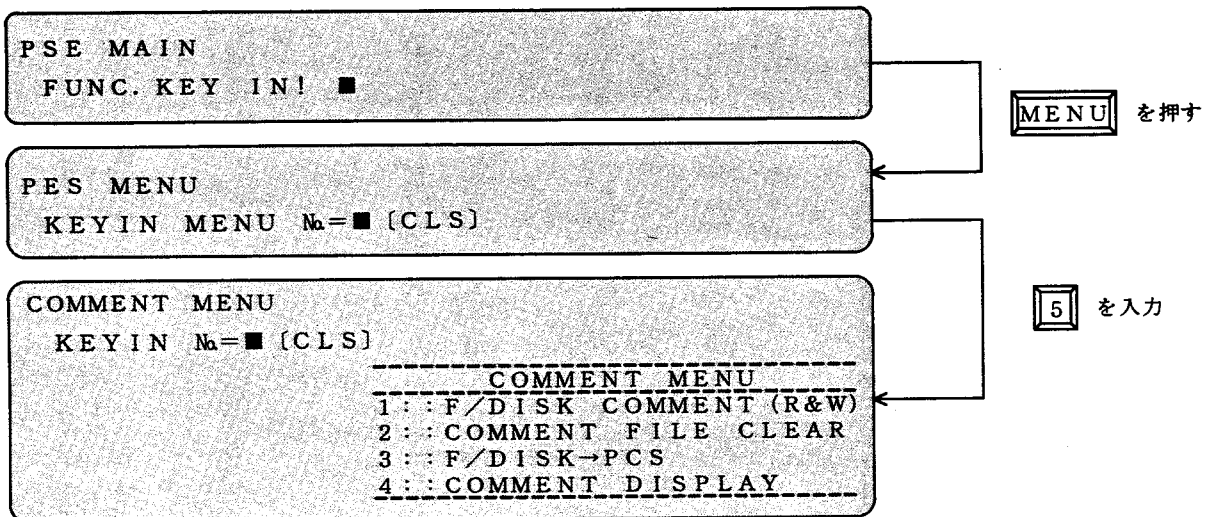 PSE MAIN
FUNC. KEY IN! ■
MENU を押す
PES MENU
KEYIN MENU №=■ [CLS]
5 を入力
COMMENT MENU
KEYIN №=■ [CLS]
COMMENT MENU
1::F/DISK COMMENT (R&W)
2::COMMENT FILE CLEAR
3::F/DISK→PCS
4::COMMENT DISPLAY